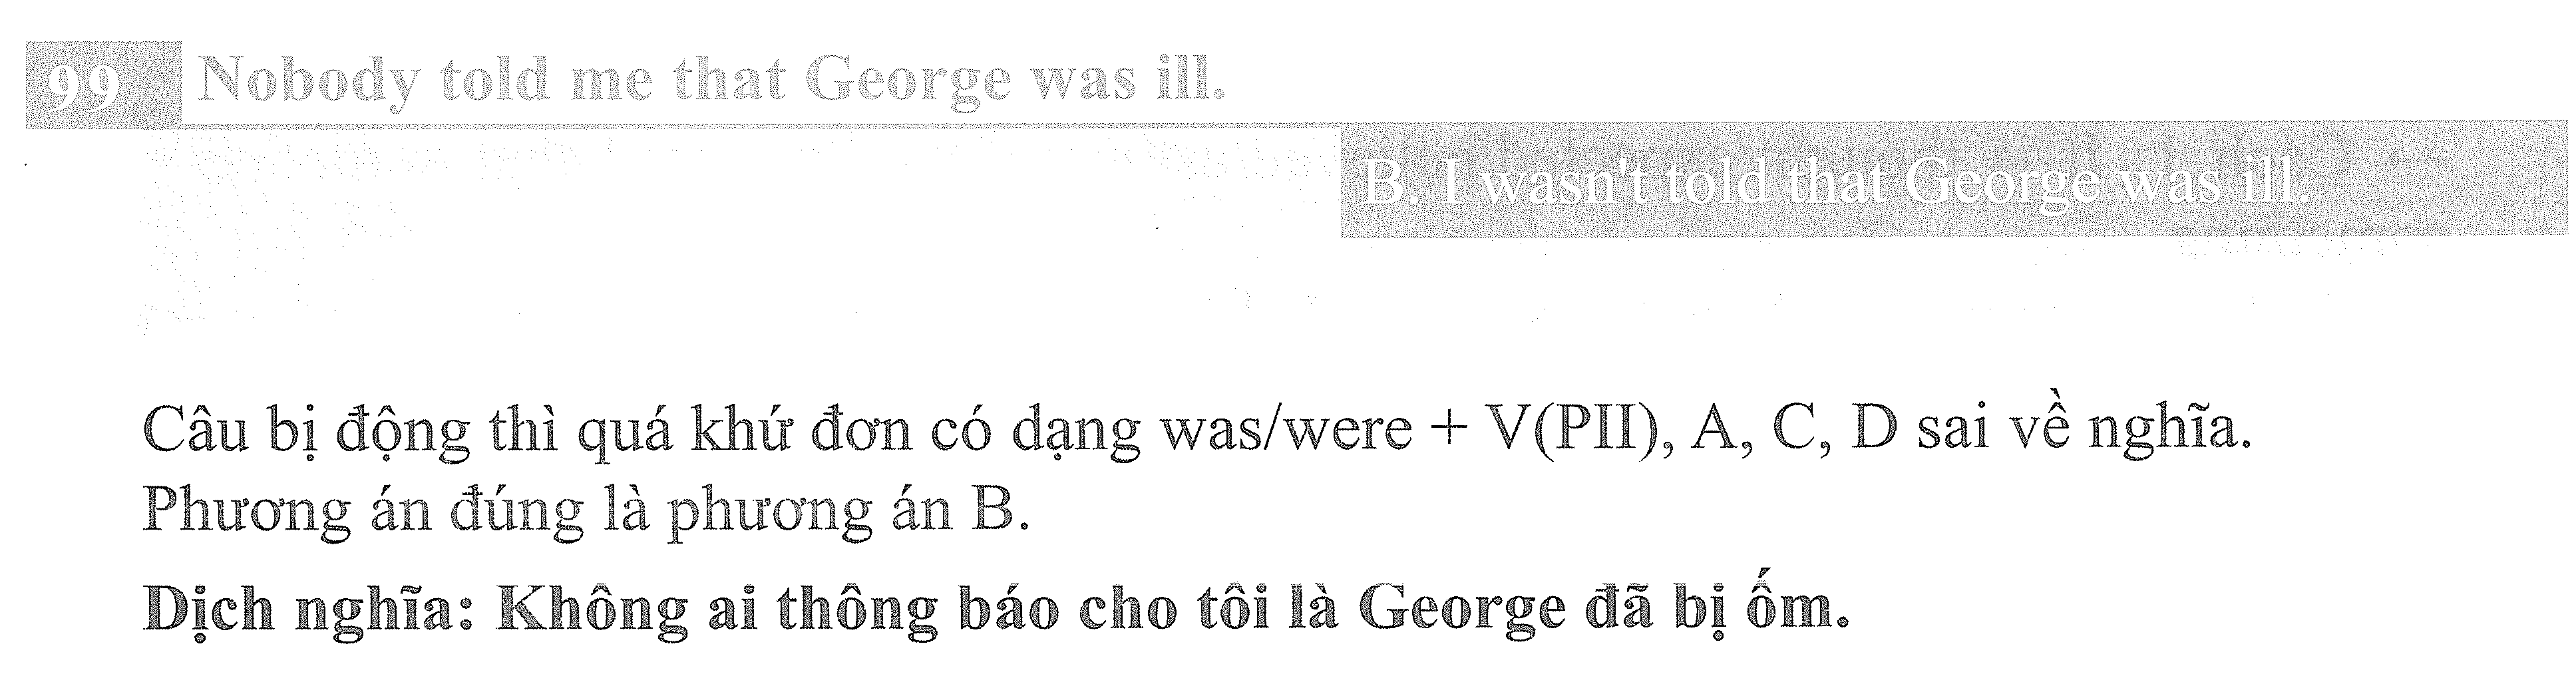 99 Nobody told me that George was ill.
B. I wasn't told that George was ill.
Câu bị động thì quá khứ đơn có dạng was/were + V(PII), A, C, D sai về nghĩa.
Phương án đúng là phương án B.
Dịch nghĩa: Không ai thông báo cho tôi là George đã bị ốm.